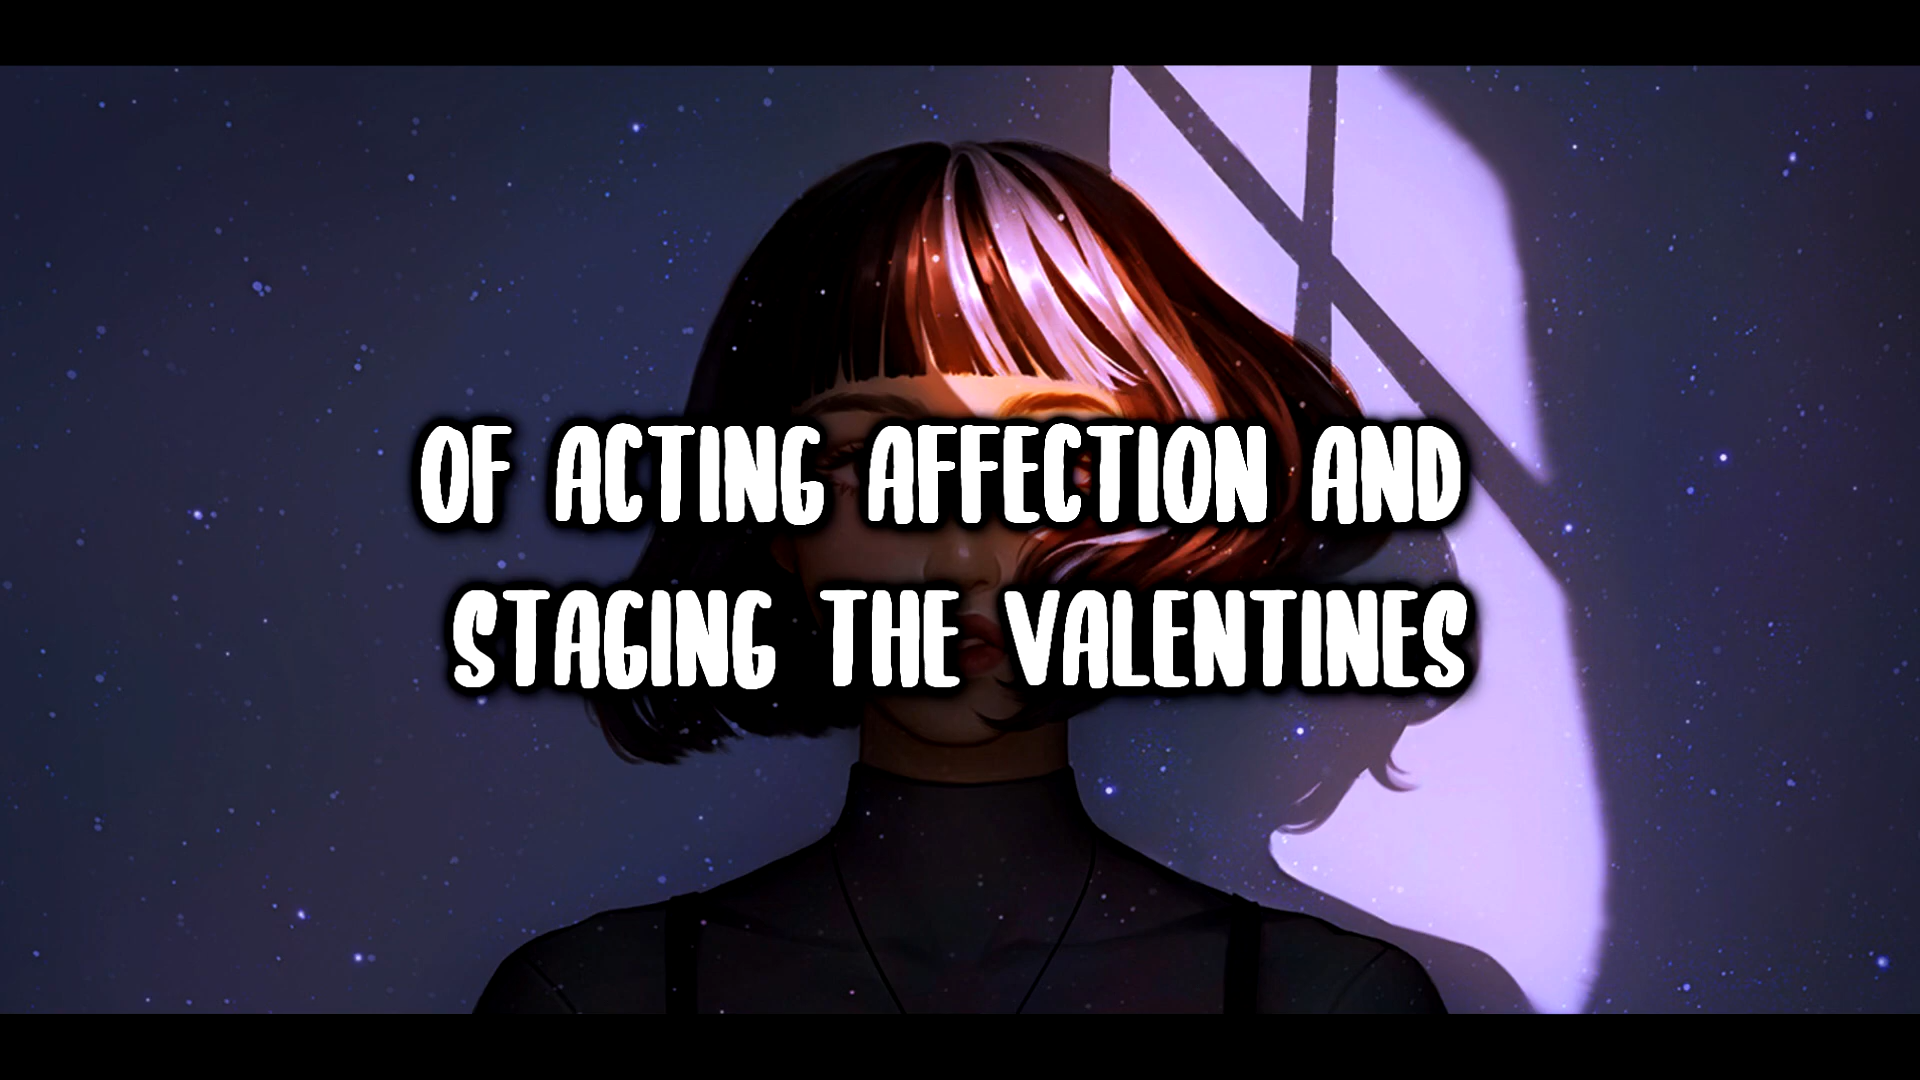 OF ACTING AFFECTION AND
STAGING THE VALENTINES